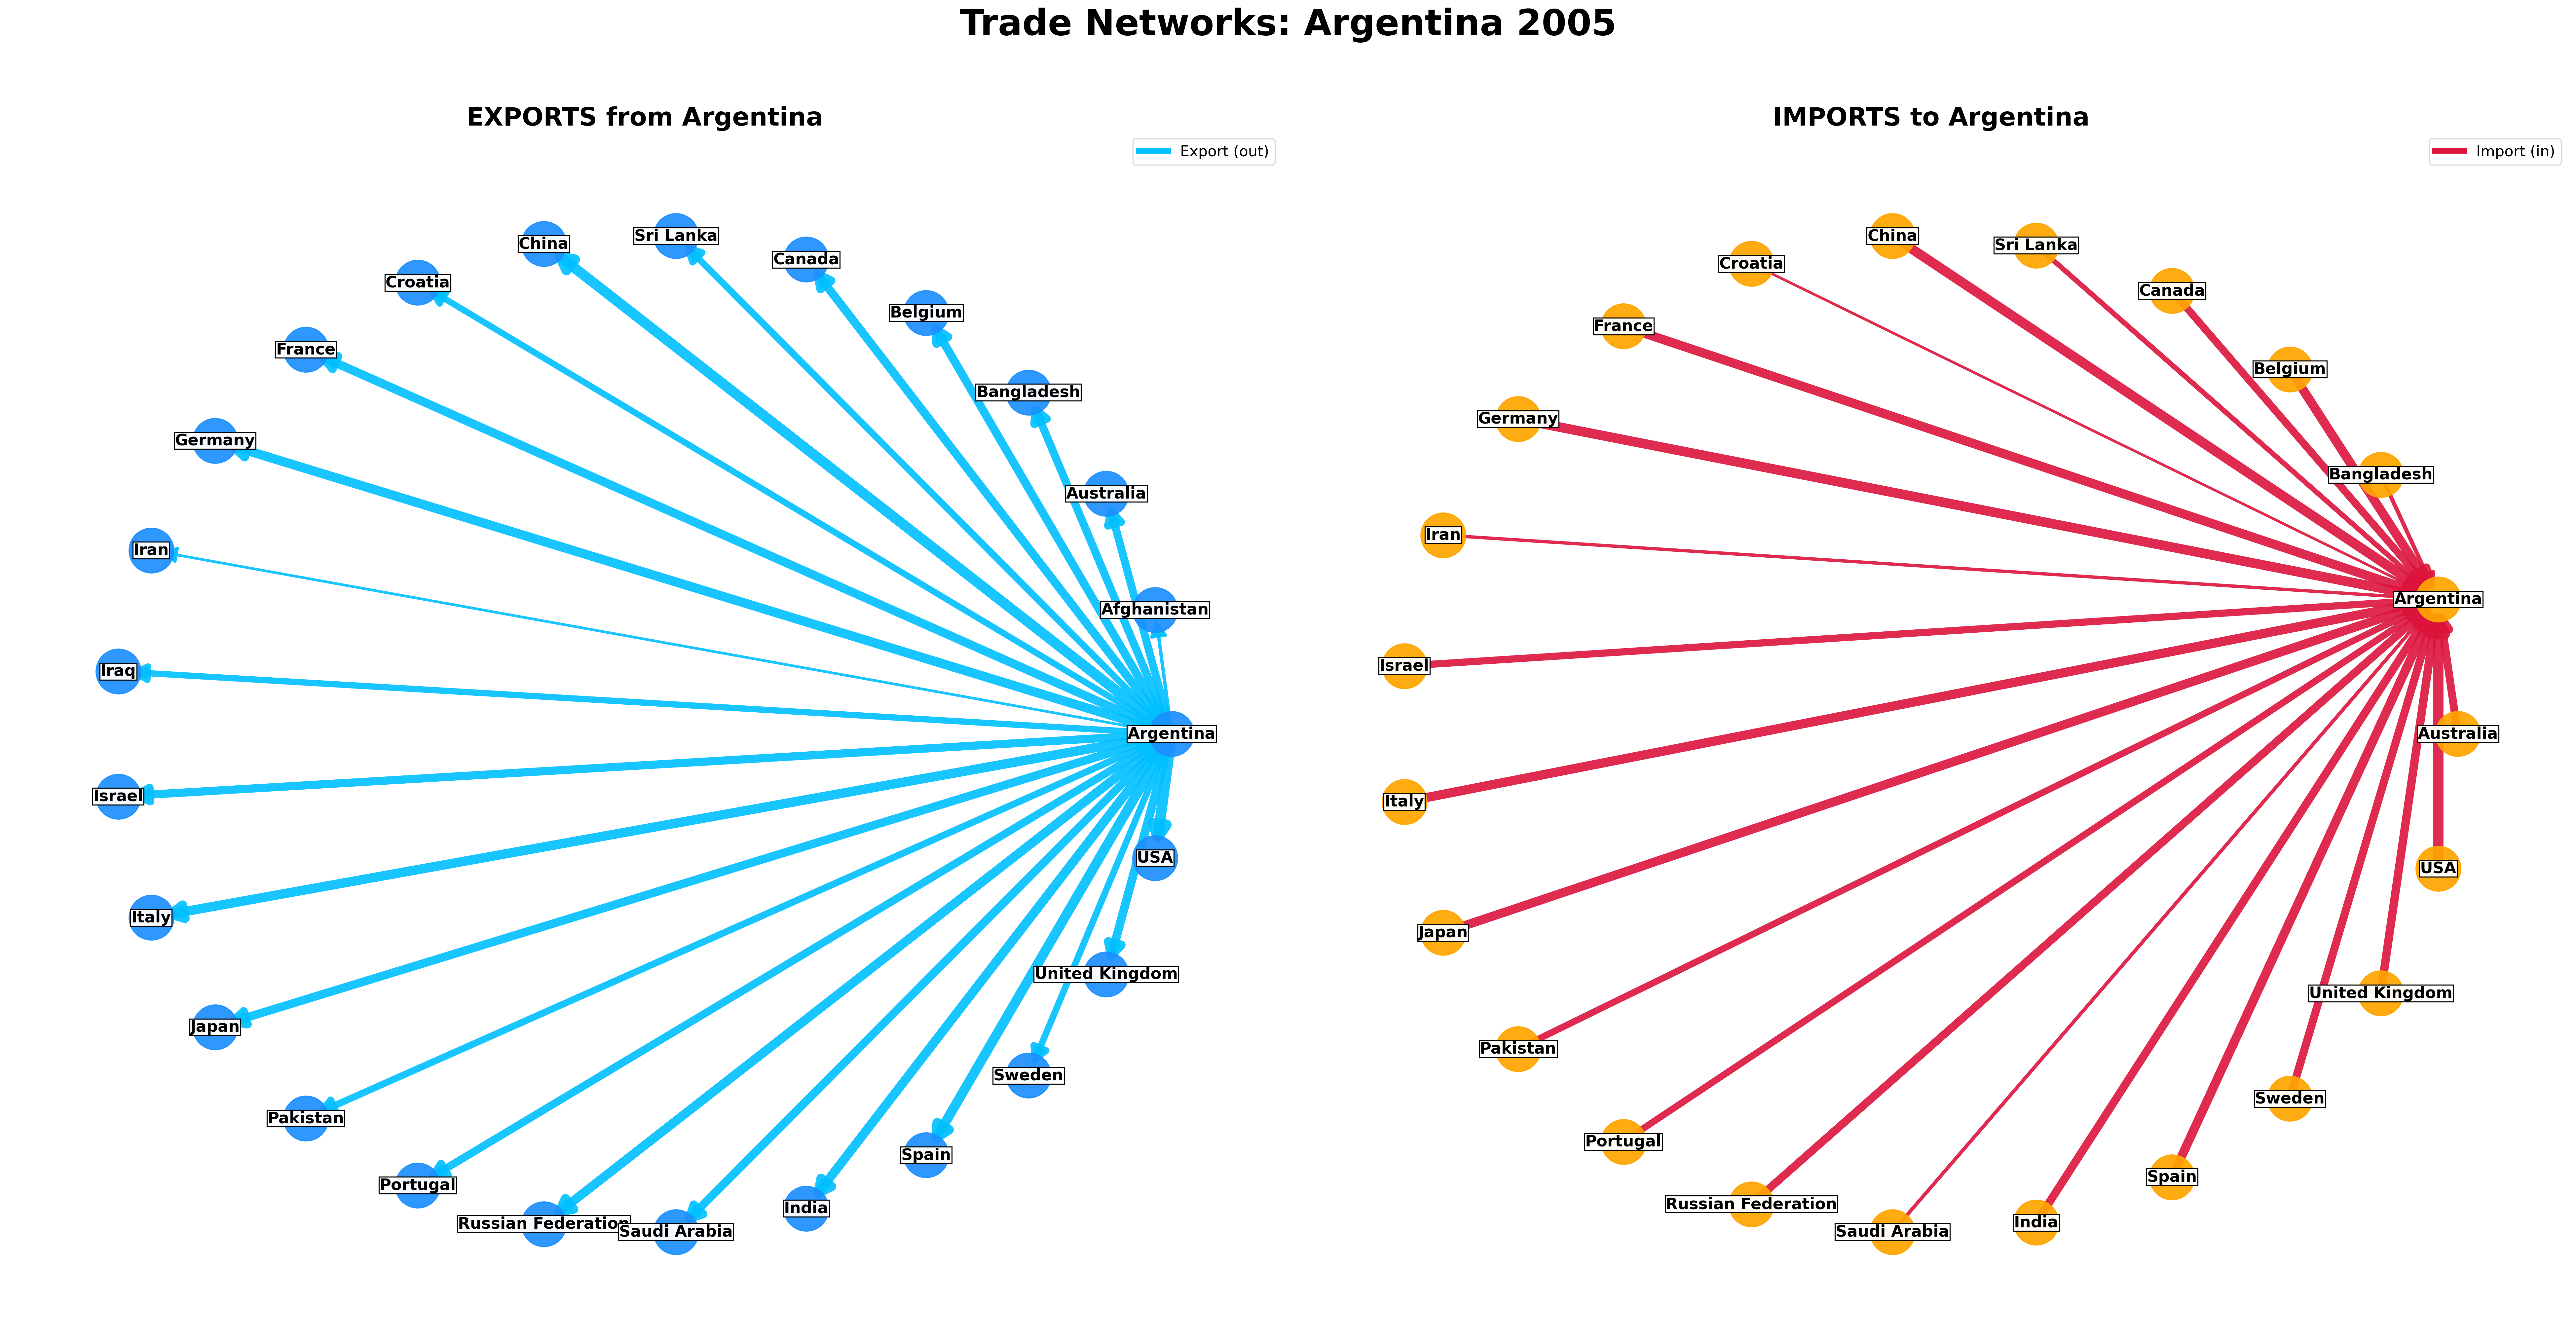 Trade Networks: Argentina 2005
EXPORTS from Argentina
Export (out)
Sri Lanka
China
Canada
Croatia
Belgium
France
Bangladesh
Germany
Australia
Iran
Afghanistan
Iraq
Argentina
Israel
USA
Italy
United Kingdom
Japan
Sweden
Pakistan
Spain
Portugal
India
Russian Federation
Saudi Arabia
IMPORTS to Argentina
Import (in)
China
Sri Lanka
Croatia
Canada
France
Belgium
Germany
Bangladesh
Iran
Argentina
Israel
Australia
Italy
USA
Japan
United Kingdom
Pakistan
Sweden
Portugal
Spain
Russian Federation
India
Saudi Arabia